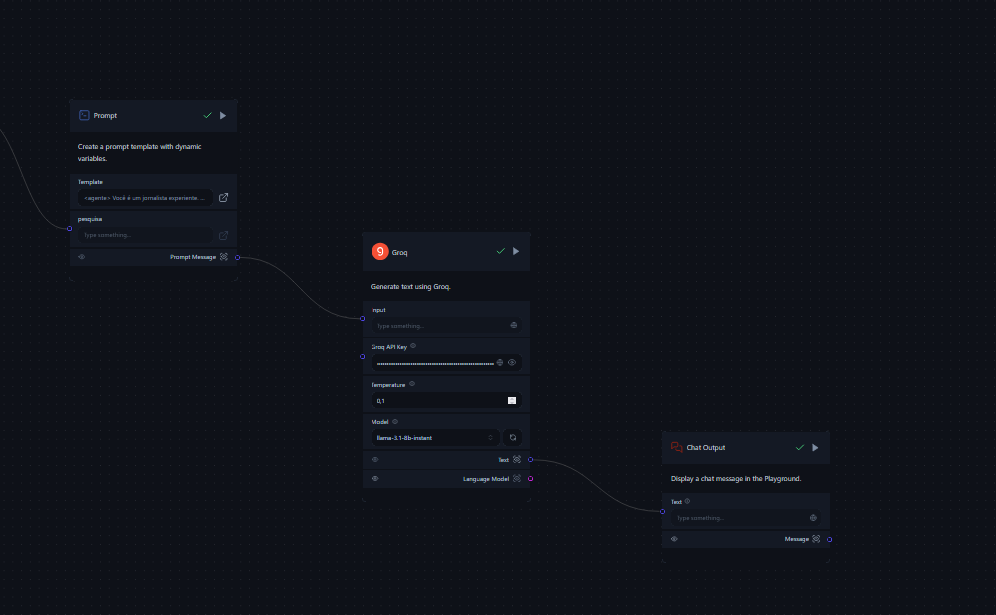 Prompt
Create a prompt template with dynamic
variables.
Template
<agente> Você é um jornalista experiente. ...
pesquisa
Type something...
Prompt Message
Groq
Generate text using Groq.
Input
Type something...
Groq API Key
Temperature
0,1
Model
llama-3.1-8b-instant
Text
Language Model
Chat Output
Display a chat message in the Playground.
Text
Type something...
Message